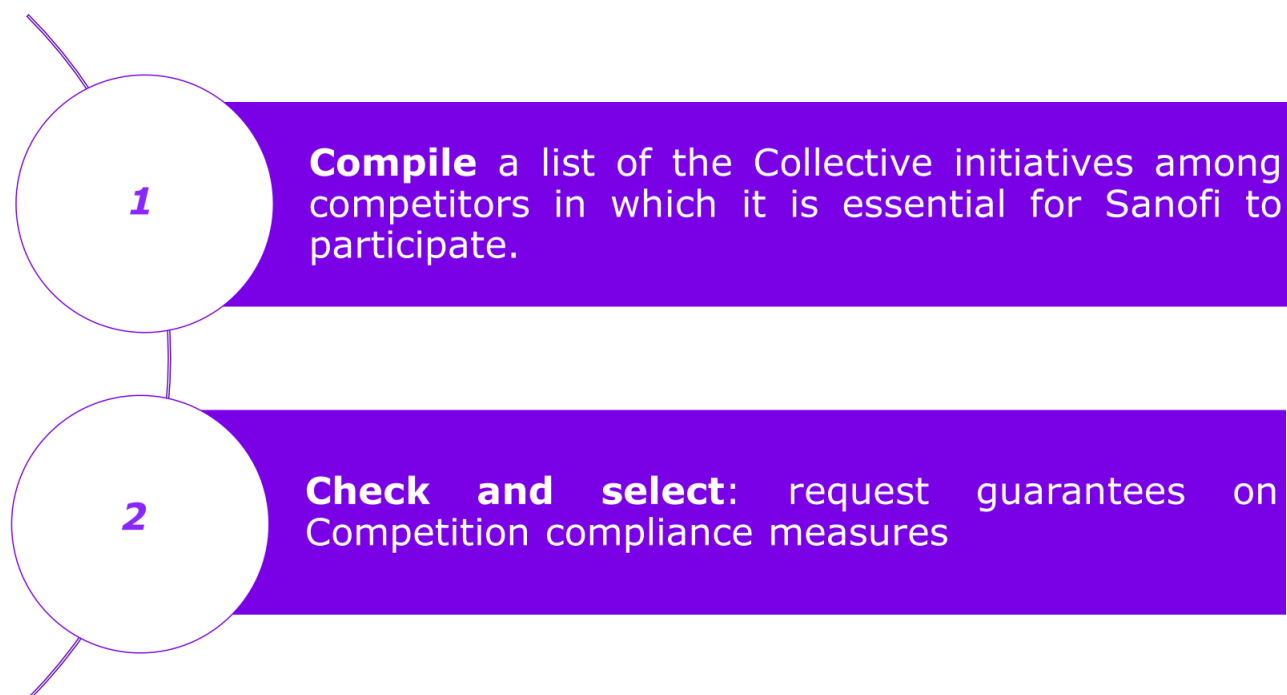 1
Compile a list of the Collective initiatives among
competitors in which it is essential for Sanofi to
participate.
2
Check and select: request guarantees on
Competition compliance measures